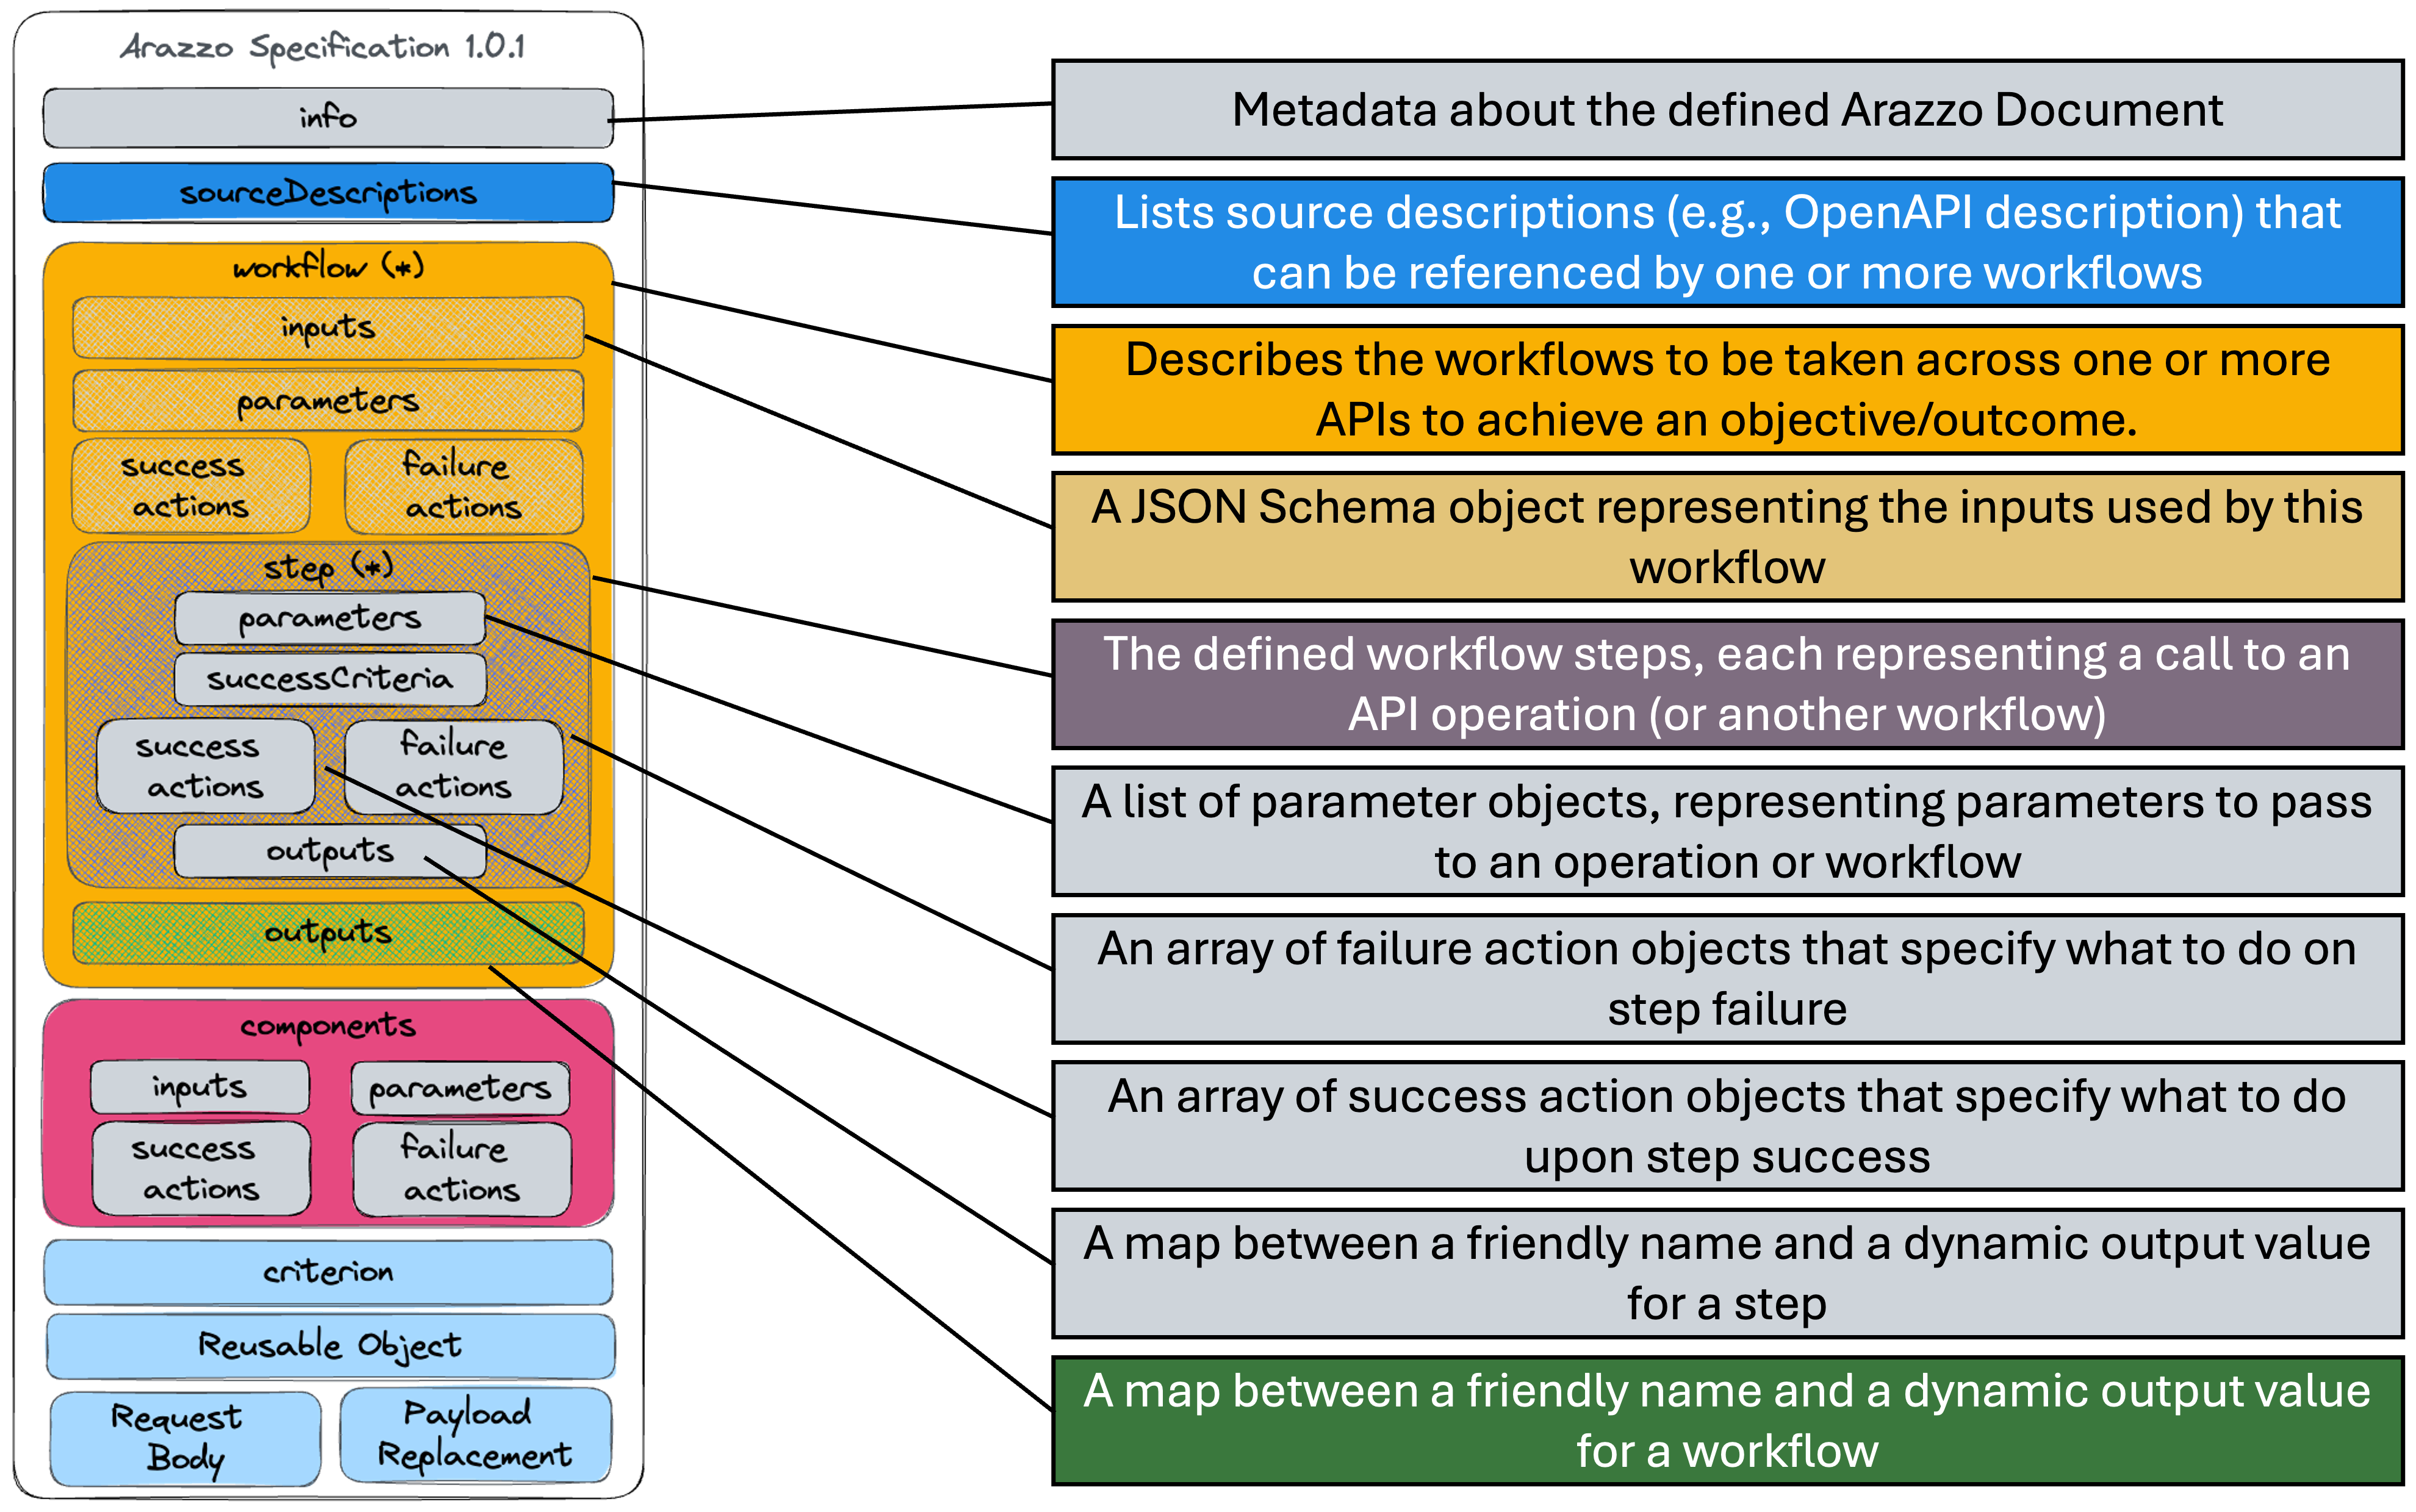 Arazzo Specification 1.0.1
info
sourceDescriptions
workflow (*)
inputs
parameters
success
actions
failure
actions
step (*)
parameters
successCriteria
success
actions
failure
actions
outputs
outputs
components
inputs
parameters
success
actions
failure
actions
criterion
Reusable Object
Request
Body
Payload
Replacement
Metadata about the defined Arazzo Document
Lists source descriptions (e.g., OpenAPI description) that
can be referenced by one or more workflows
Describes the workflows to be taken across one or more
APIs to achieve an objective/outcome.
A JSON Schema object representing the inputs used by this
workflow
The defined workflow steps, each representing a call to an
API operation (or another workflow)
A list of parameter objects, representing parameters to pass
to an operation or workflow
An array of failure action objects that specify what to do on
step failure
An array of success action objects that specify what to do
upon step success
A map between a friendly name and a dynamic output value
for a step
A map between a friendly name and a dynamic output value
for a workflow